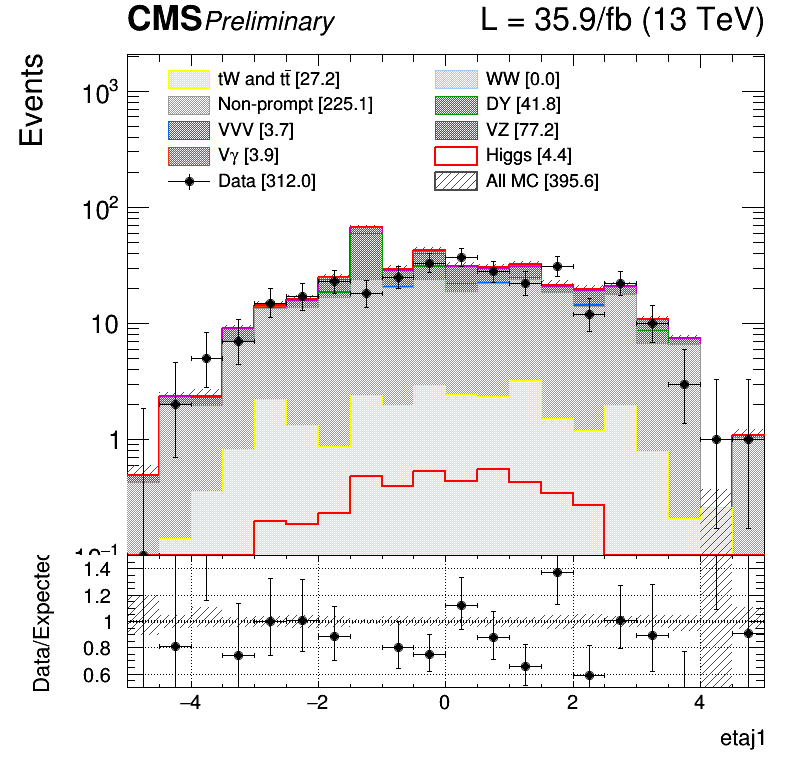 CMS Preliminary L = 35.9/fb (13 TeV)
Events
10³
10²
10
1
10⁻¹
tW and tt̄ [27.2]
Non-prompt [225.1]
VVV [3.7]
Vγ [3.9]
Data [312.0]
WW [0.0]
DY [41.8]
VZ [77.2]
Higgs [4.4]
All MC [395.6]
Data/Expected
1.4
1.2
1
0.8
0.6
−4 −2 0 2 4
etaj1